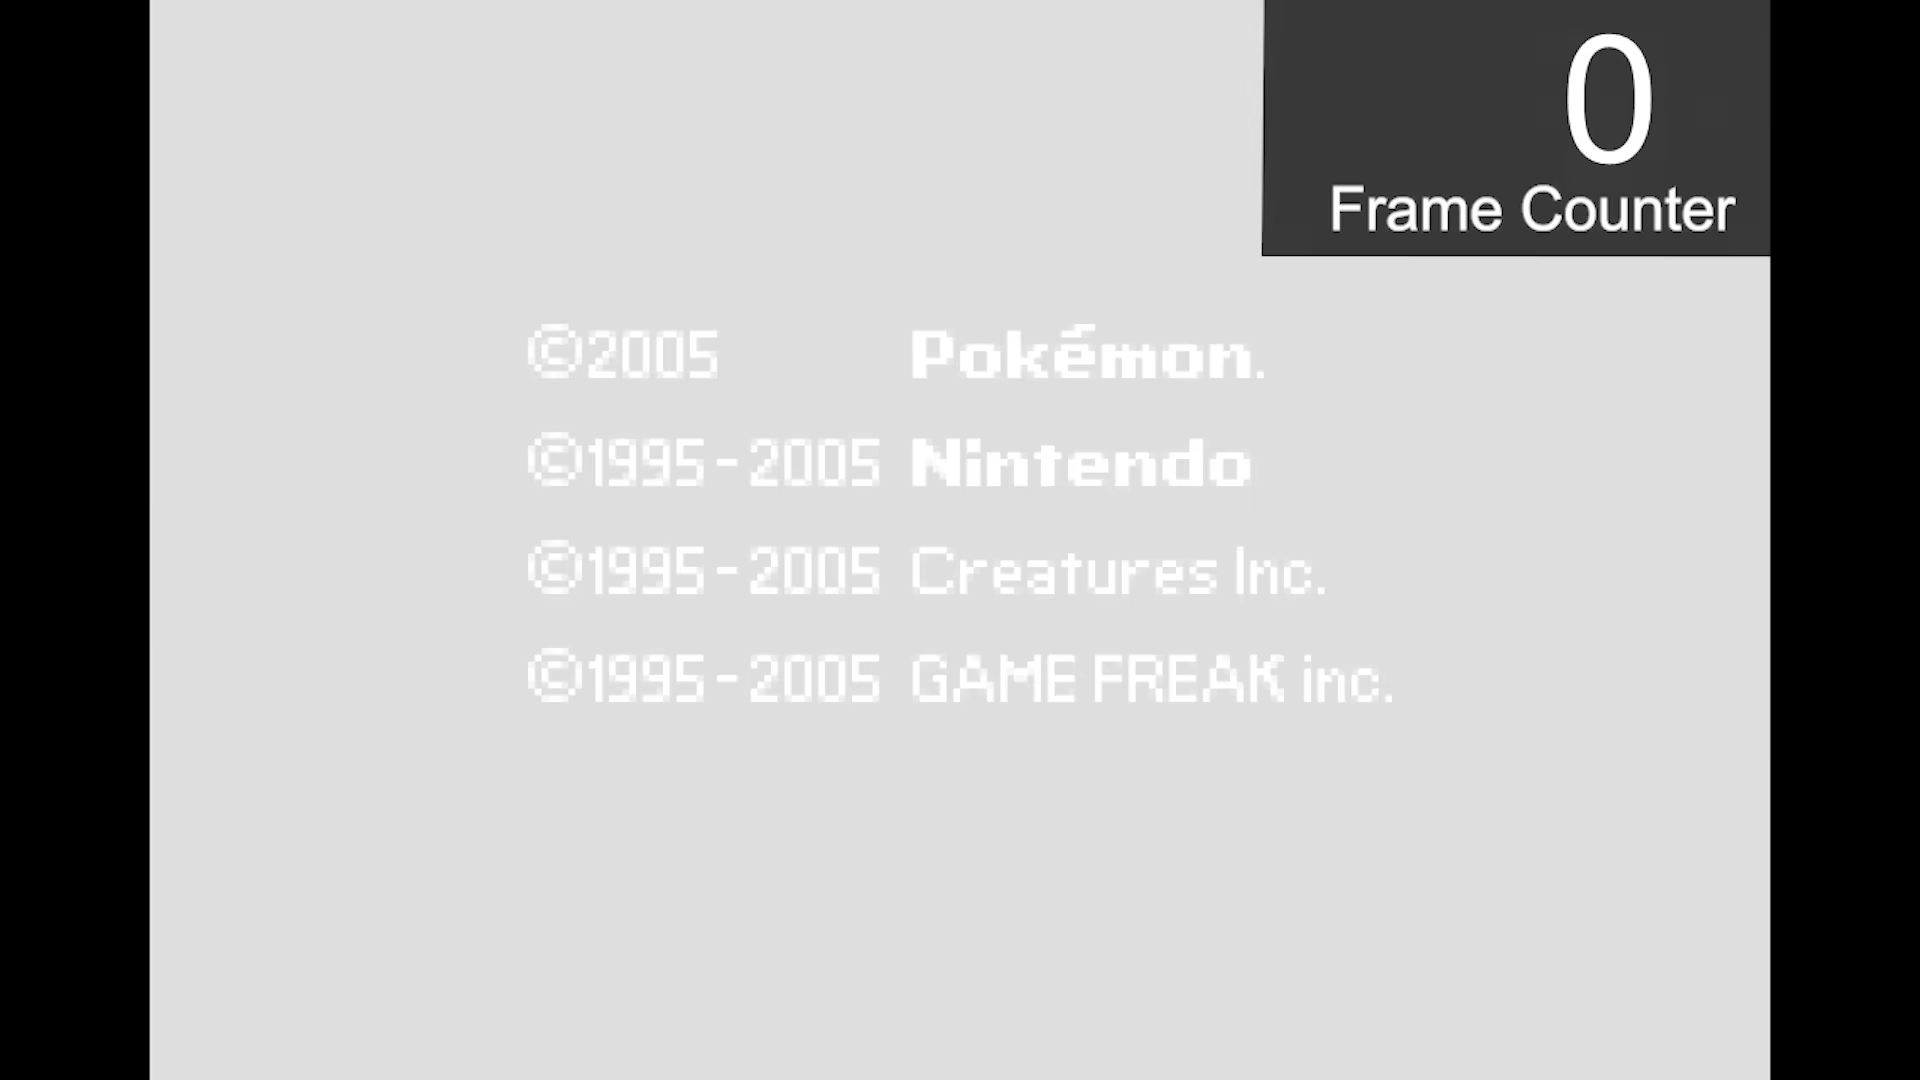 0
Frame Counter
©2005 Pokémon.
©1995-2005 Nintendo
©1995-2005 Creatures Inc.
©1995-2005 GAME FREAK inc.